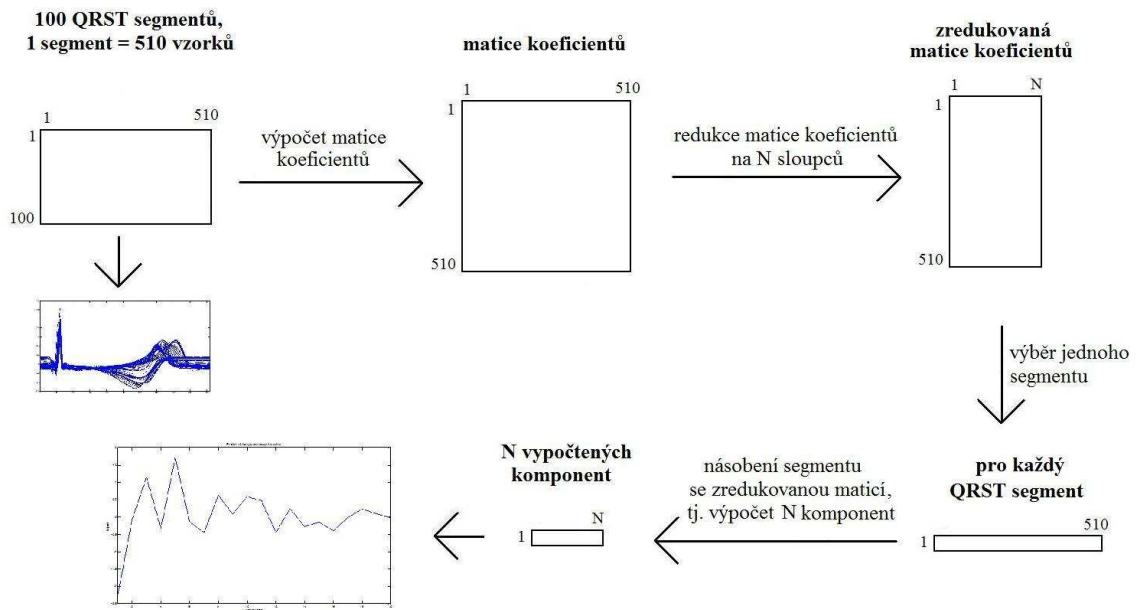 100 QRST segmentů,
1 segment = 510 vzorků
1
510
1
100
výpočet matice
koeficientů
matice koeficientů
1
510
1
510
redukce matice koeficientů
na N sloupců
zredukovaná
matice koeficientů
1
N
1
510
výběr jednoho
segmentu
pro každý
QRST segment
510
1
násobení segmentu
se zredukovanou maticí,
tj. výpočet N komponent
N vypočtených
komponent
N
1